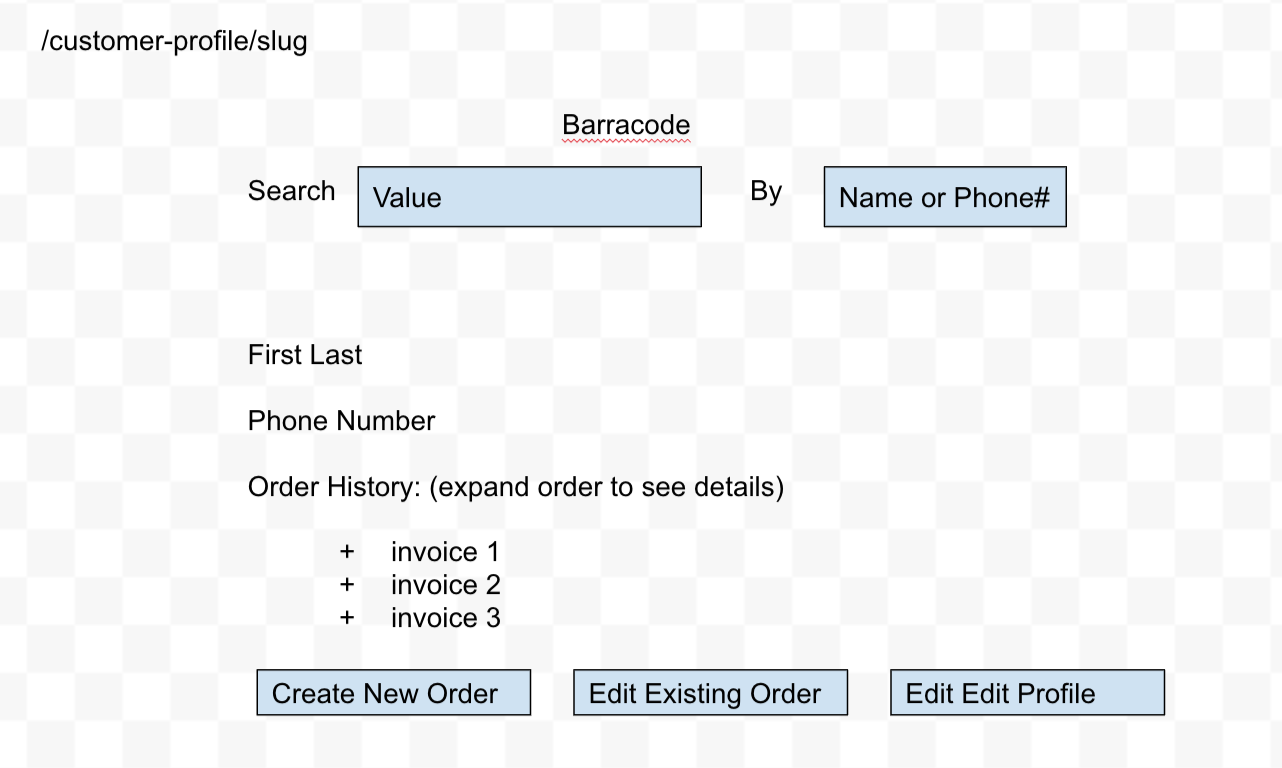 /customer-profile/slug
Barracode
Search Value By Name or Phone#
First Last
Phone Number
Order History: (expand order to see details)
+ invoice 1
+ invoice 2
+ invoice 3
Create New Order Edit Existing Order Edit Edit Profile